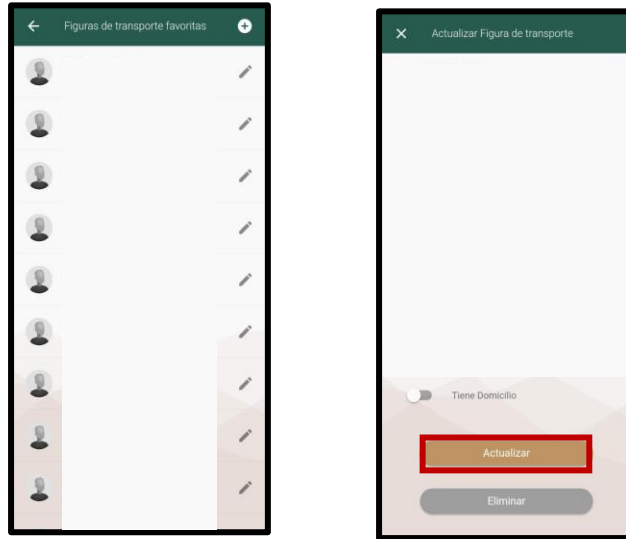 Figuras de transporte favoritas
Actualizar Figura de transporte
Tiene Domicilio
Actualizar
Eliminar